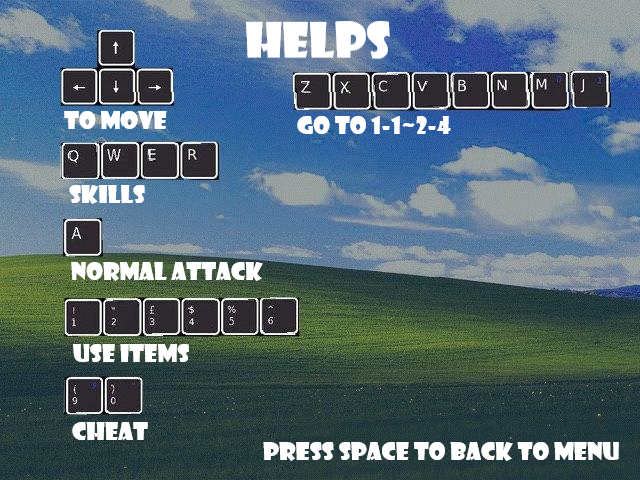 HELPS
↑
← ↓ →
TO MOVE
Z X C V B N M J
GO TO 1-1~2-4
Q W E R
SKILLS
A
NORMAL ATTACK
! " £ $ % ^
1 2 3 4 5 6
USE ITEMS
( )
9 0
CHEAT
PRESS SPACE TO BACK TO MENU